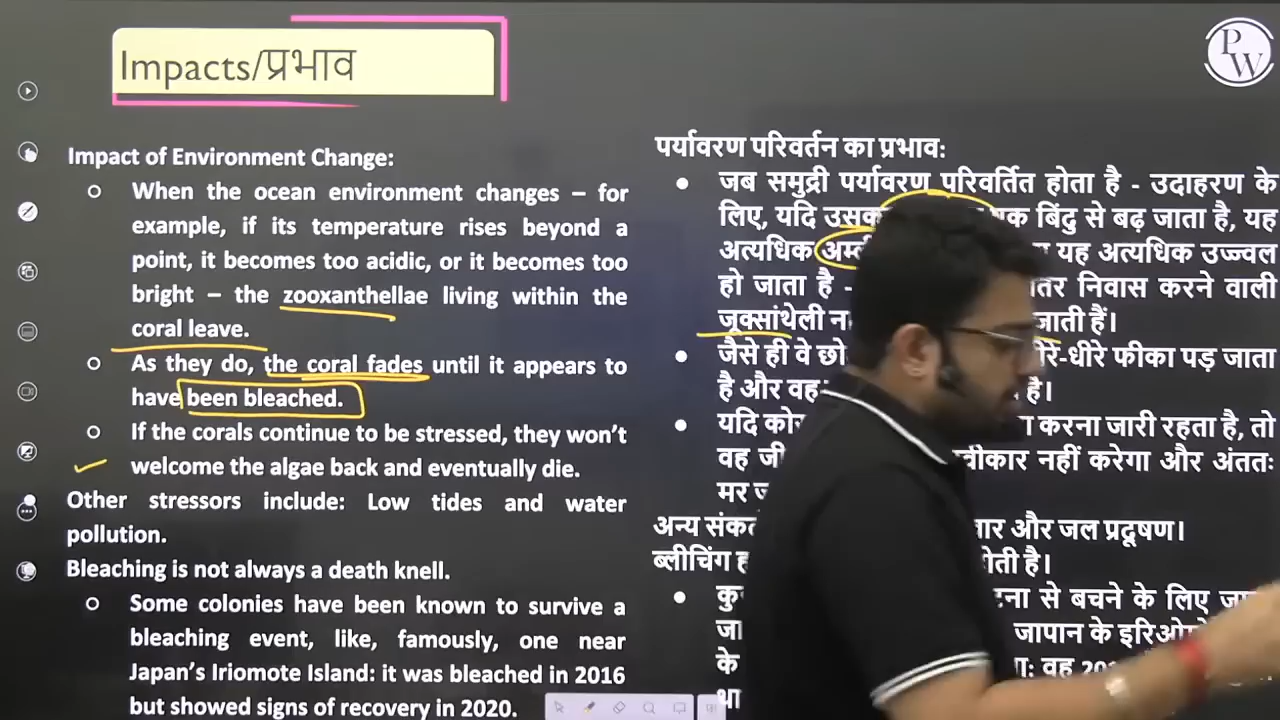 Impacts/प्रभाव
PW
Impact of Environment Change:
When the ocean environment changes – for
example, if its temperature rises beyond a
point, it becomes too acidic, or it becomes too
bright – the zooxanthellae living within the
coral leave.
As they do, the coral fades until it appears to
have been bleached.
If the corals continue to be stressed, they won't
welcome the algae back and eventually die.
Other stressors include: Low tides and water
pollution.
Bleaching is not always a death knell.
Some colonies have been known to survive a
bleaching event, like, famously, one near
Japan's Iriomote Island: it was bleached in 2016
but showed signs of recovery in 2020.
पर्यावरण परिवर्तन का प्रभाव:
जब समुद्री पर्यावरण परिवर्तित होता है - उदाहरण के
लिए, यदि बिंदु से बढ़ जाता है, यह
अत्यधिक यह अत्यधिक उज्ज्वल
हो जाता है - निवास करने वाली
जूक्सांथेली जाती हैं।
जैसे ही वे फीका पड़ जाता
है और वह है।
यदि करना जारी रहता है, तो
वह नहीं करेगा और अंततः
मर
अन्य और जल प्रदूषण।
ब्लीचिंग होती है।
से बचने के लिए
जापान के
के वह